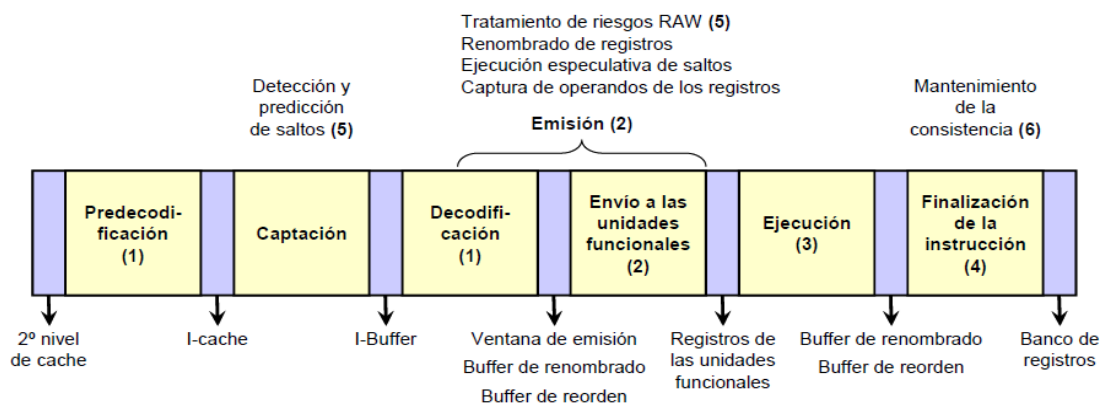 Tratamiento de riesgos RAW (5)
Renombrado de registros
Ejecución especulativa de saltos
Captura de operandos de los registros
Detección y
predicción
de saltos (5)
Emisión (2)
Mantenimiento
de la
consistencia (6)
Predecodi-
ificación
(1)
Captación
Decodifi-
cación
(1)
Envío a las
unidades
funcionales
(2)
Ejecución
(3)
Finalización
de la
instrucción
(4)
2º nivel
de cache
I-cache
I-Buffer
Ventana de emisión
Buffer de renombrado
Buffer de reorden
Registros de
las unidades
funcionales
Buffer de renombrado
Buffer de reorden
Banco de
registros